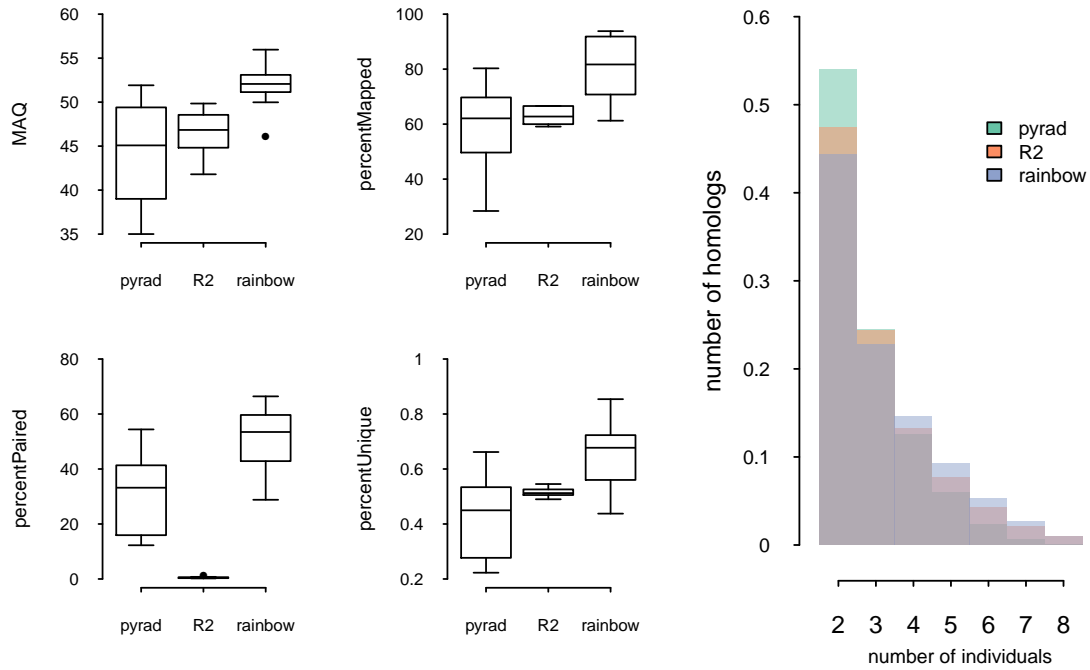 MAQ
60
55
50
45
40
35
pyrad R2 rainbow
percentMapped
100
80
60
40
20
pyrad R2 rainbow
percentPaired
80
60
40
20
0
pyrad R2 rainbow
percentUnique
1
0.8
0.6
0.4
0.2
pyrad R2 rainbow
number of homologs
0.6
0.5
0.4
0.3
0.2
0.1
0
pyrad
R2
rainbow
2 3 4 5 6 7 8
number of individuals